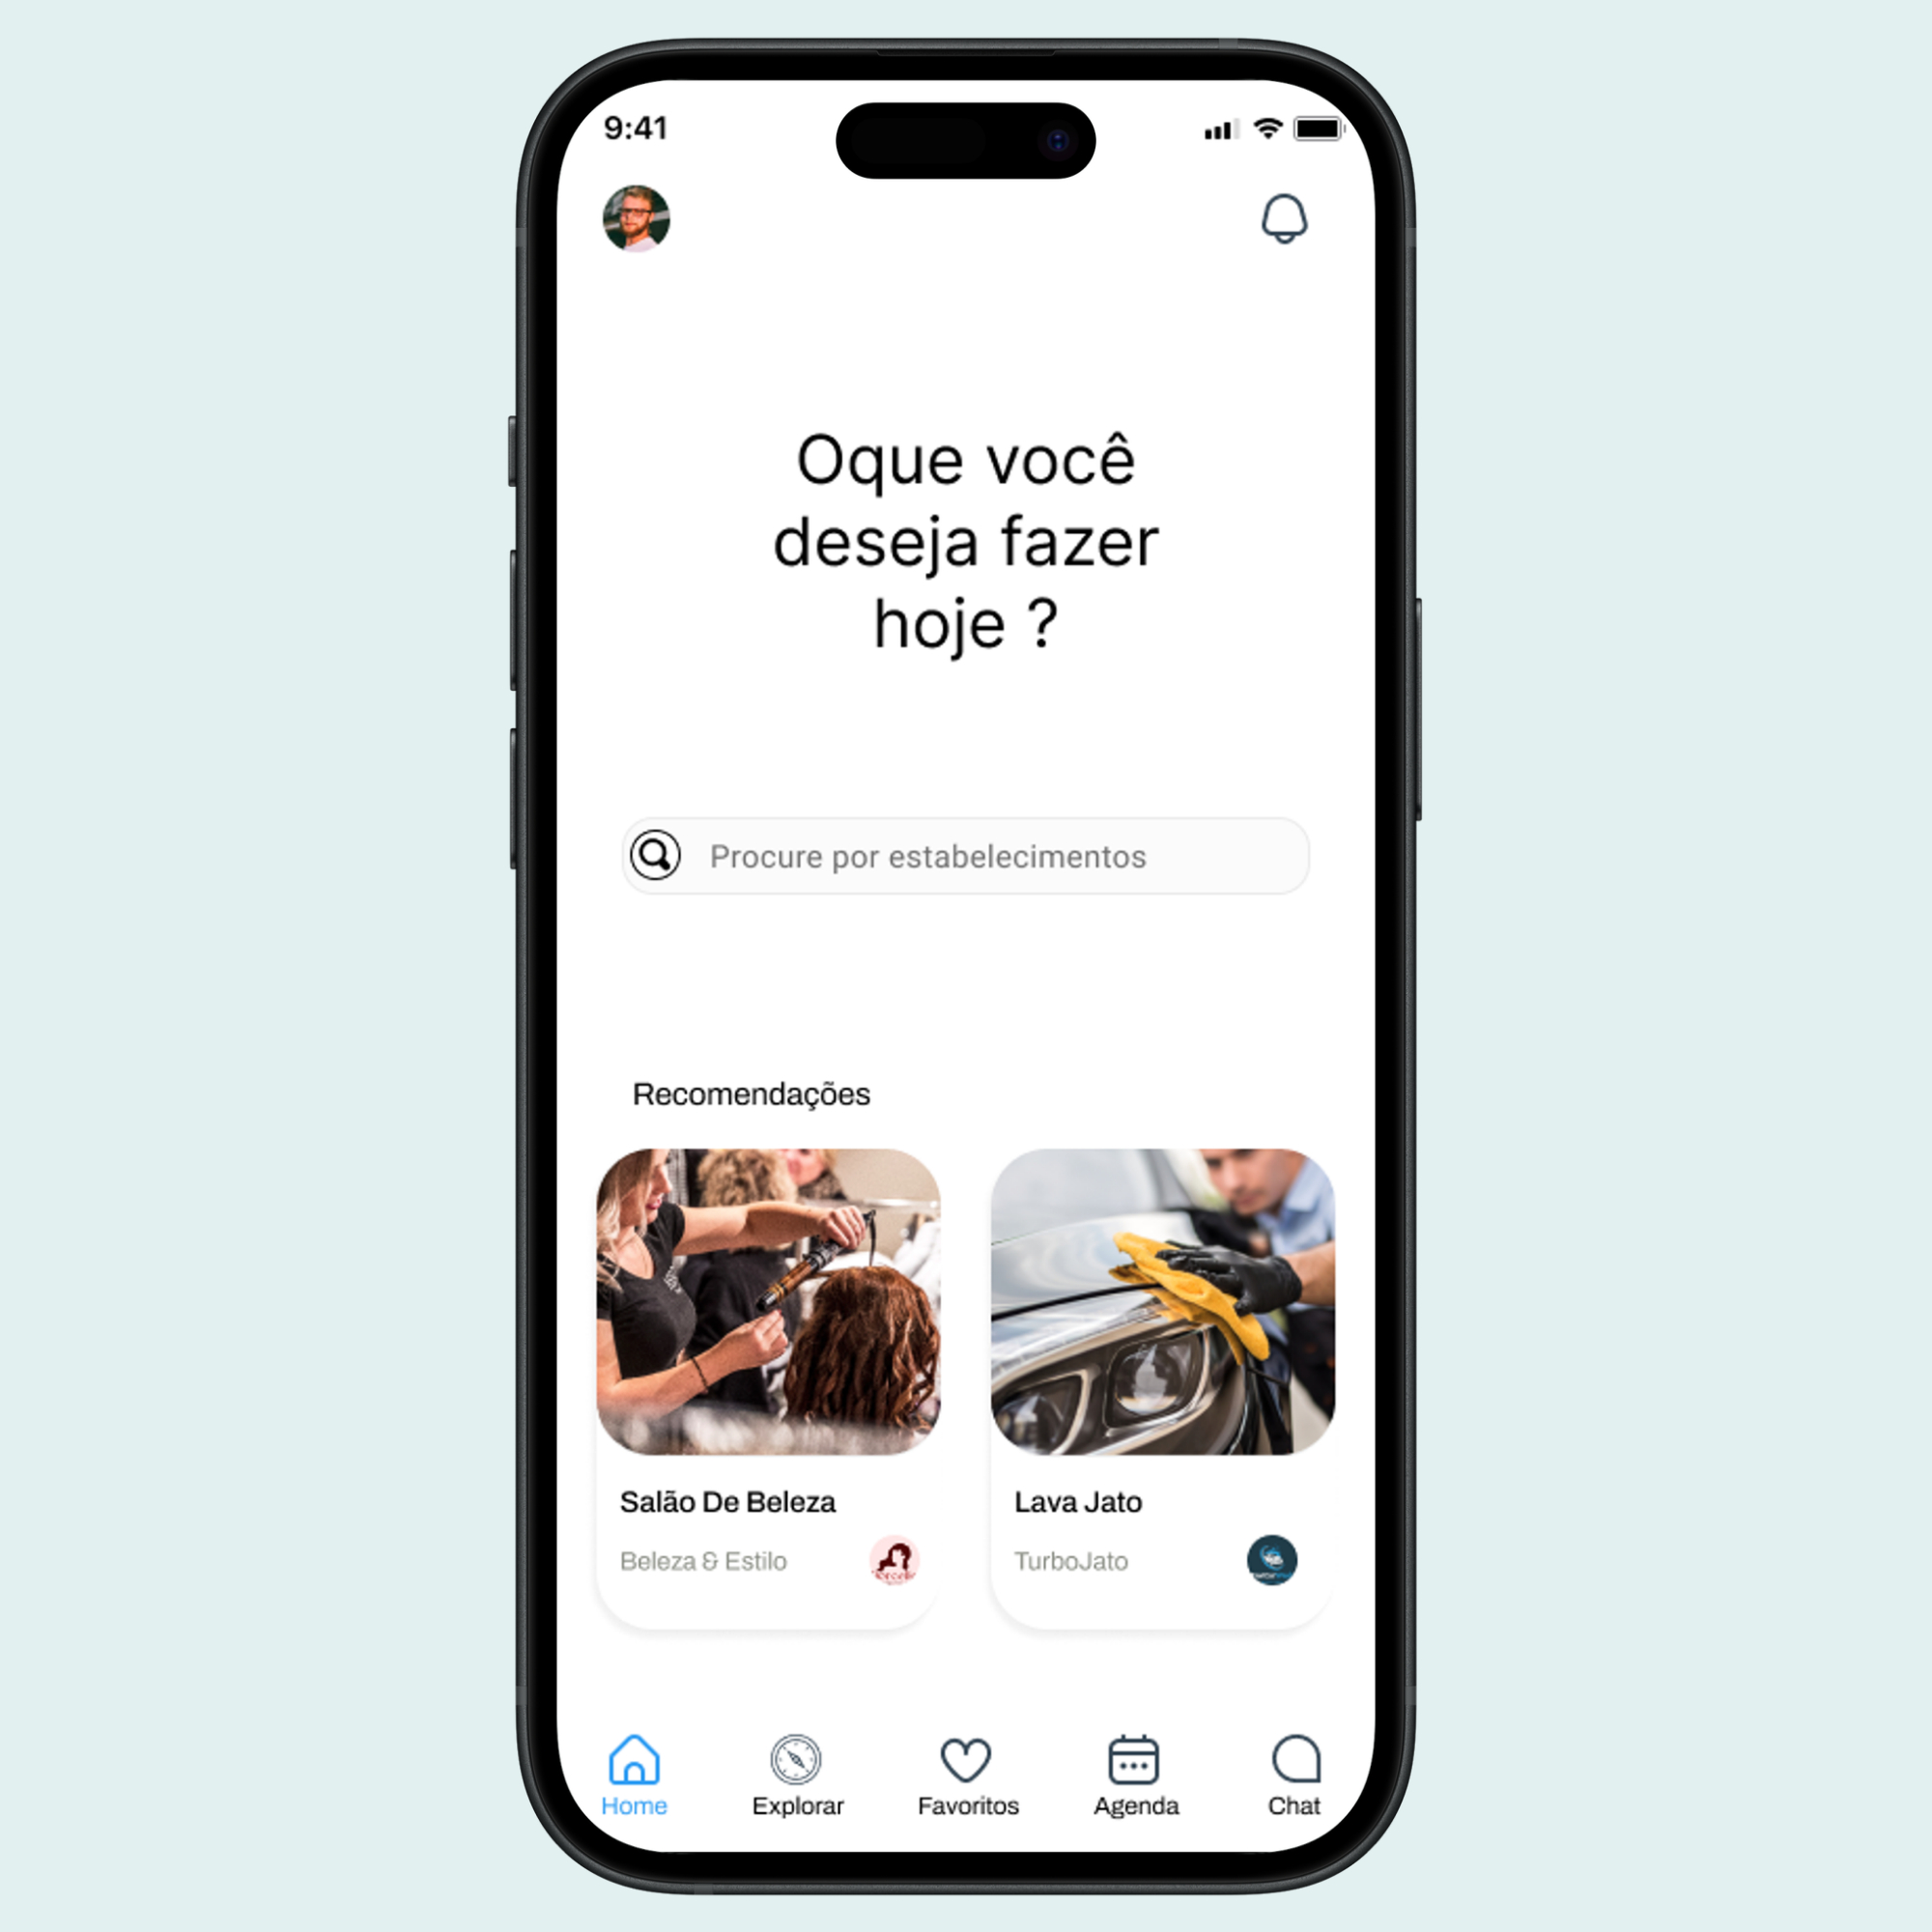 9:41
Oque você
deseja fazer
hoje ?
Procure por estabelecimentos
Recomendações
Salão De Beleza
Beleza & Estilo
Lava Jato
TurboJato
Home
Explorar
Favoritos
Agenda
Chat